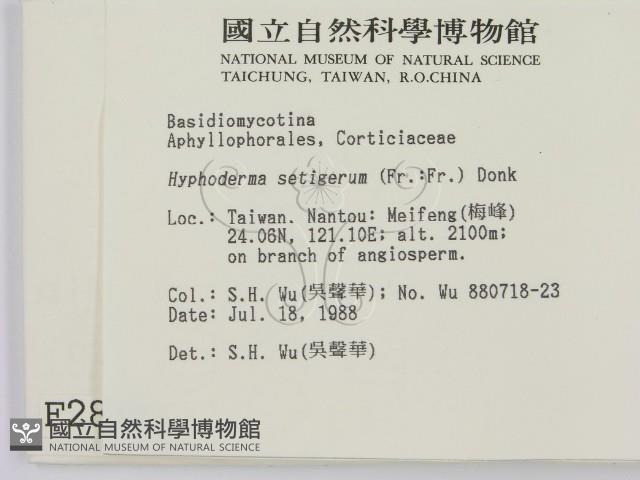 國立自然科學博物館
NATIONAL MUSEUM OF NATURAL SCIENCE
TAICHUNG, TAIWAN, R.O.CHINA
Basidiomycotina
Aphyllophorales, Corticiaceae
Hyphoderma setigerum (Fr.:Fr.) Donk
Loc.: Taiwan. Nantou: Meifeng(梅峰)
24.06N, 121.10E; alt. 2100m;
on branch of angiosperm.
Col.: S.H. Wu(吳聲華); No. Wu 880718-23
Date: Jul. 18, 1988
Det.: S.H. Wu(吳聲華)
F28
國立自然科學博物館
NATIONAL MUSEUM OF NATURAL SCIENCE